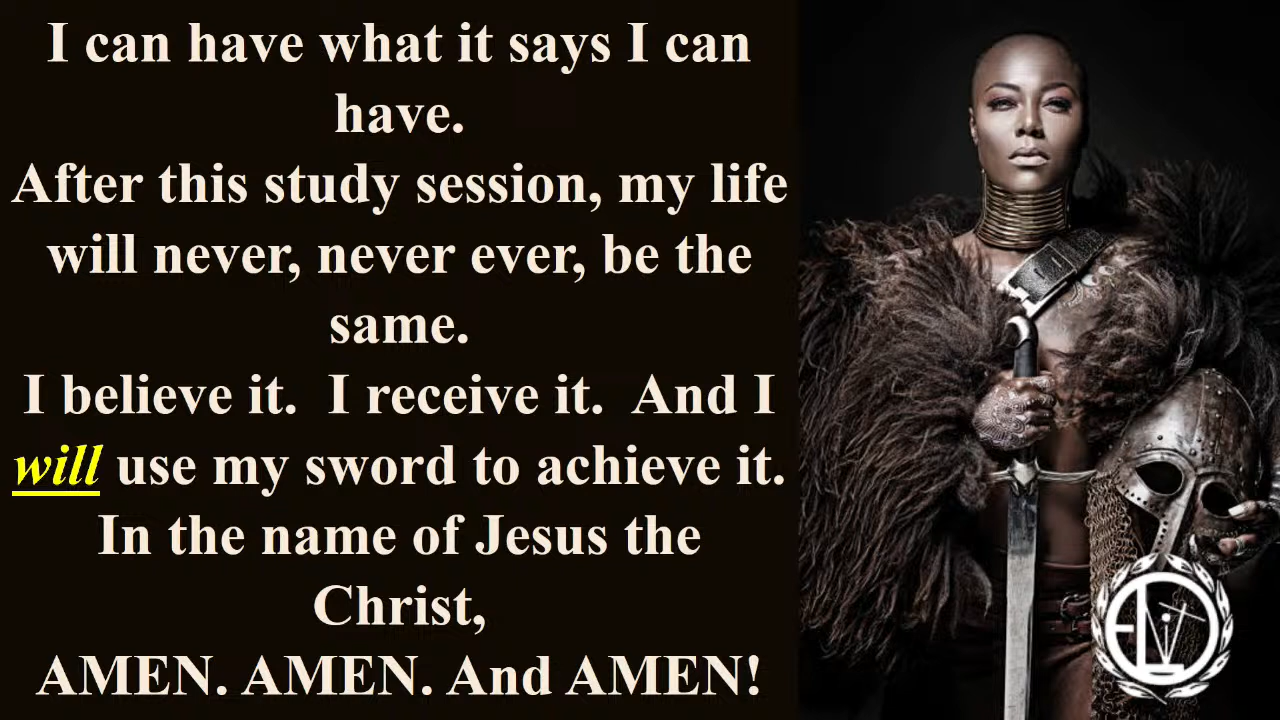 I can have what it says I can
have.
After this study session, my life
will never, never ever, be the
same.
I believe it.  I receive it.  And I
will use my sword to achieve it.
In the name of Jesus the
Christ,
AMEN. AMEN. And AMEN!